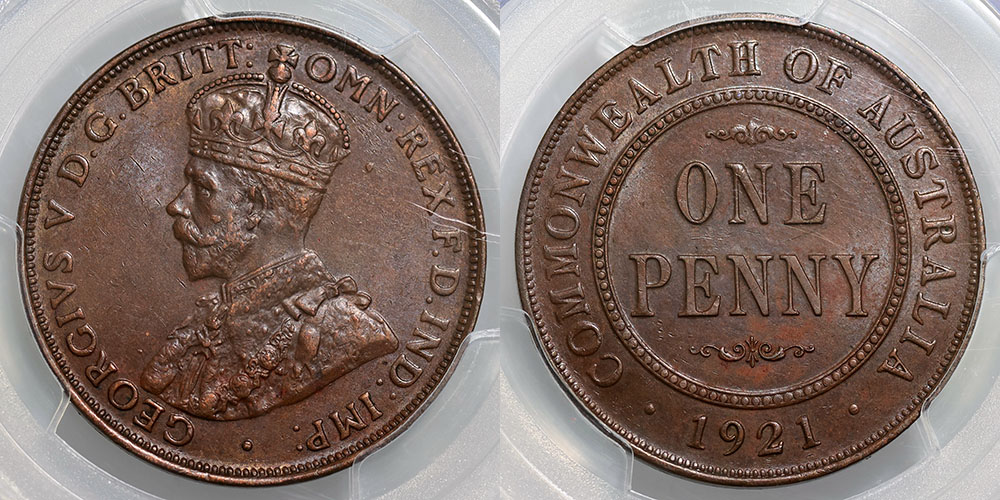 GEORGIVS V D.G. BRITT: OMN: REX F.D. IND: IMP:
COMMONWEALTH OF AUSTRALIA
ONE
PENNY
· 1921 ·